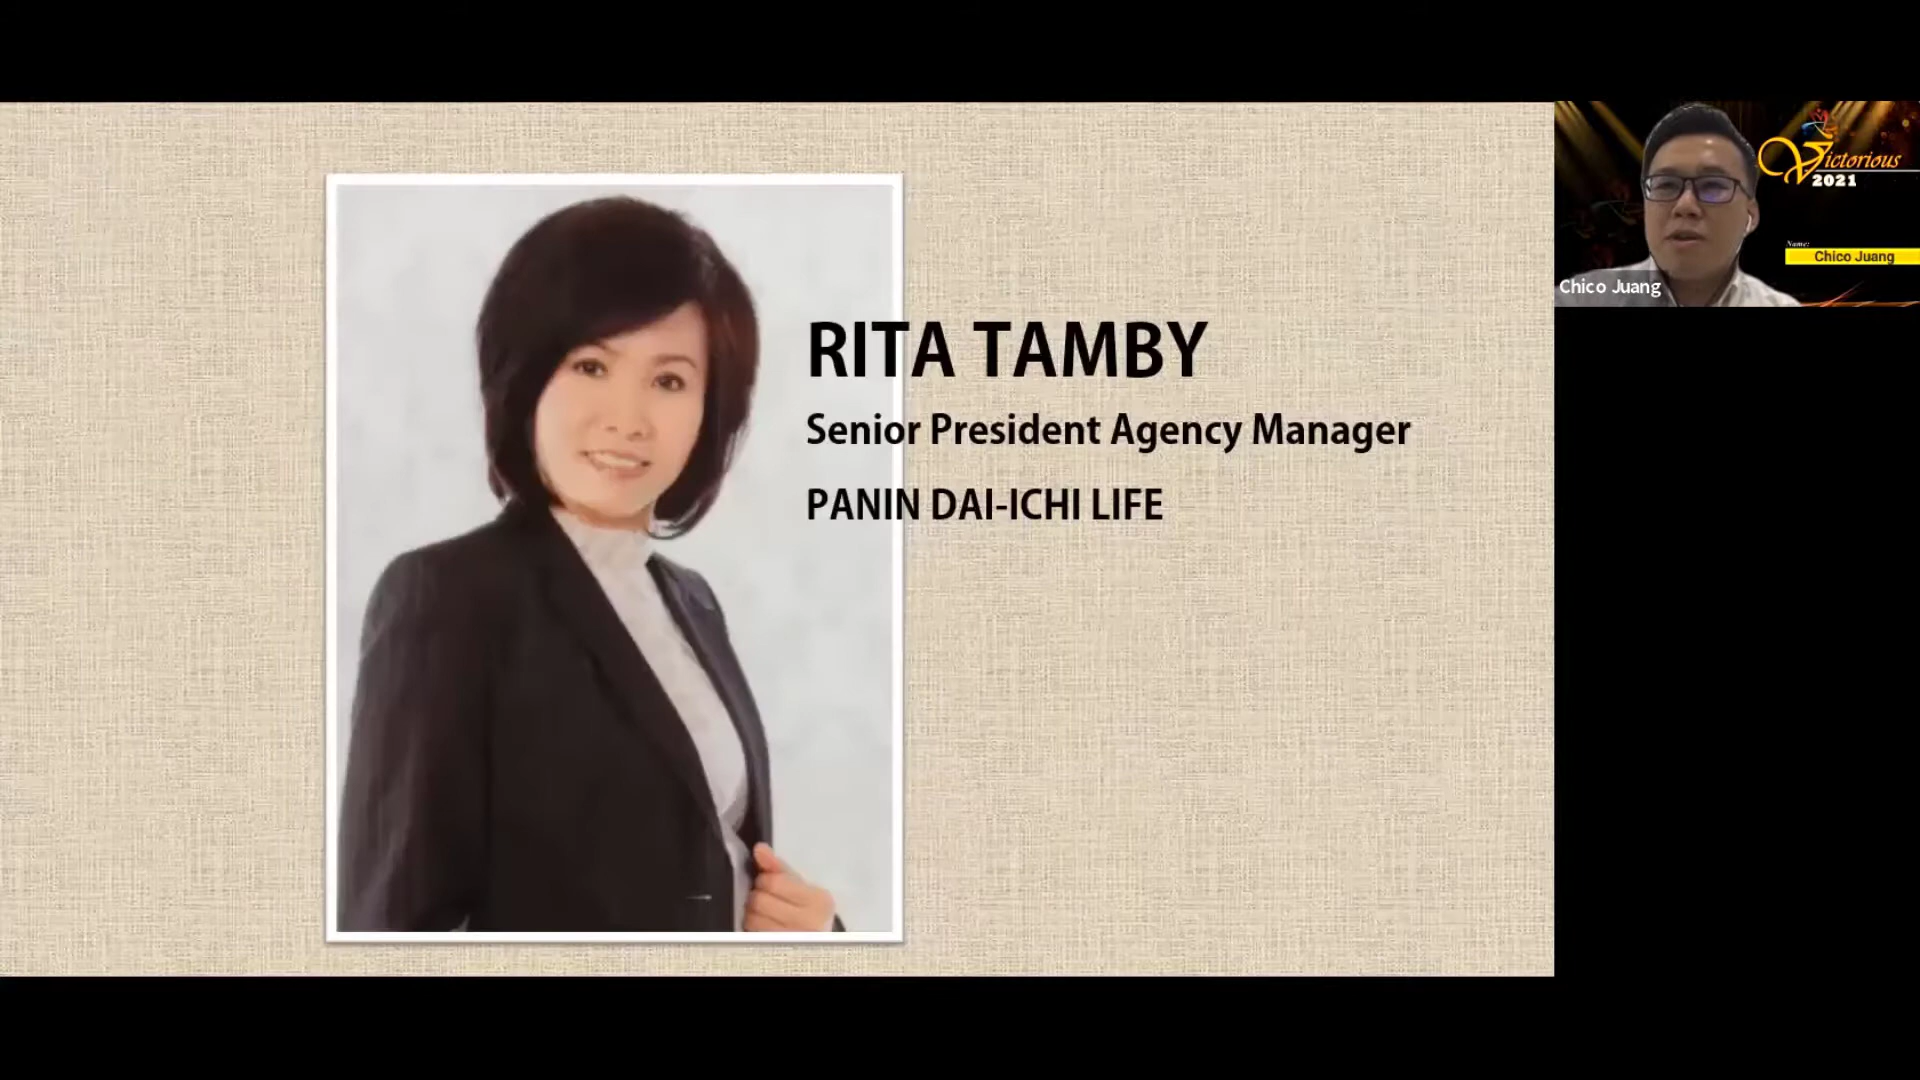 RITA TAMBY
Senior President Agency Manager
PANIN DAI-ICHI LIFE
Victorious
2021
Name:
Chico Juang
Chico Juang